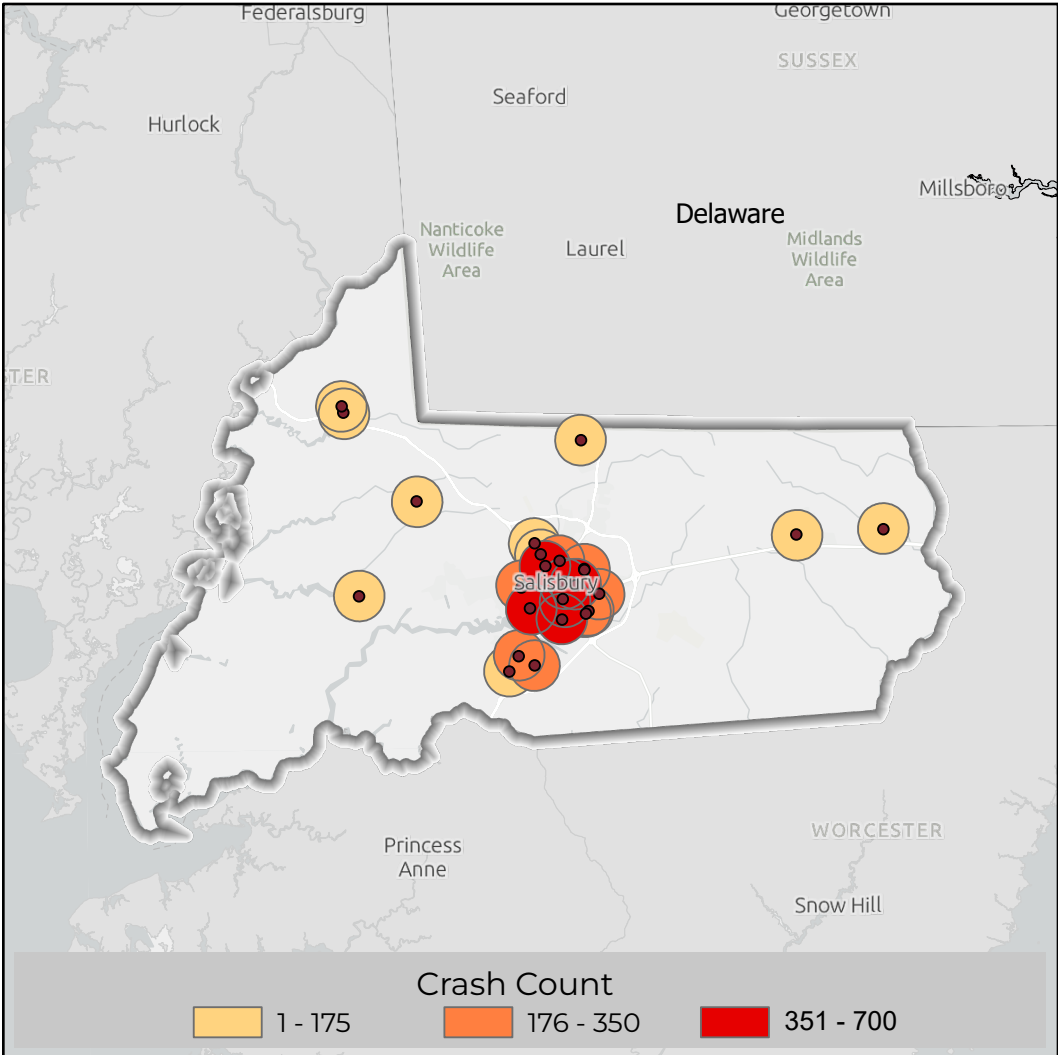 Federalsburg
Georgetown
SUSSEX
Seaford
Hurlock
Millsboro
Delaware
Nanticoke
Wildlife
Area
Laurel
Midlands
Wildlife
Area
STER
Salisbury
Princess
Anne
WORCESTER
Snow Hill
Crash Count
1 - 175
176 - 350
351 - 700